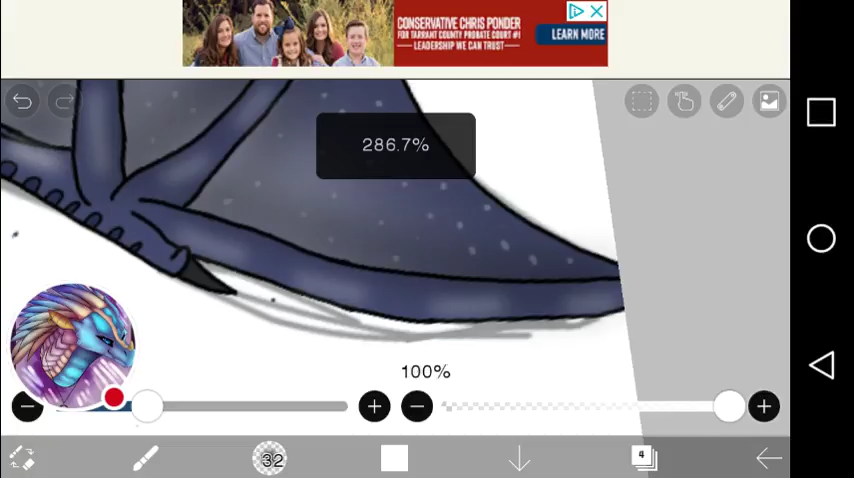 CONSERVATIVE CHRIS PONDER
FOR TARRANT COUNTY PROBATE COURT #1
LEADERSHIP WE CAN TRUST
LEARN MORE
286.7%
100%
32
4